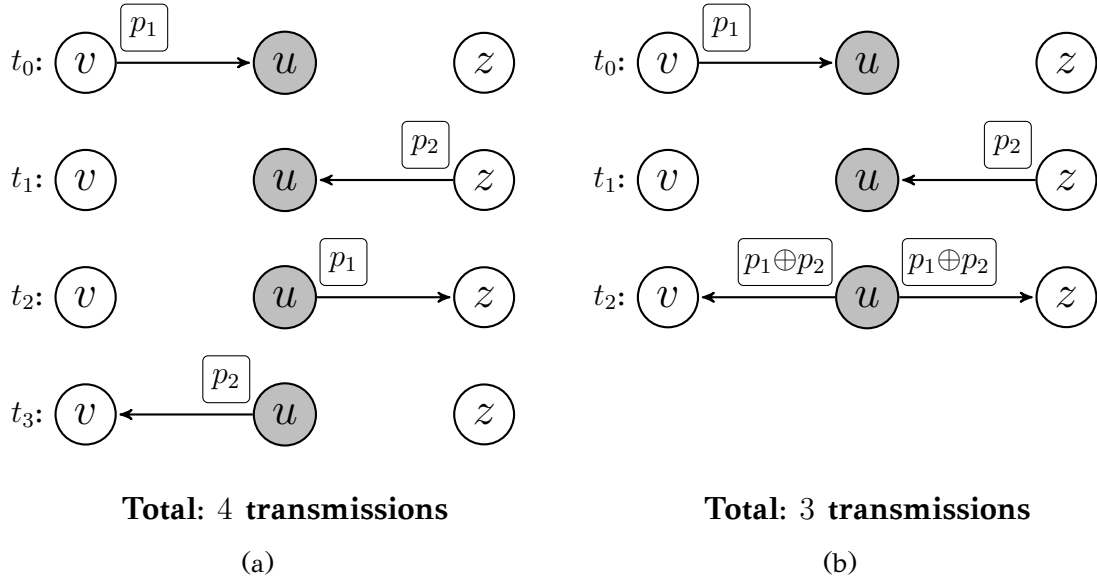 p₁
t₀: v u z
p₂
t₁: v u z
p₁
t₂: v u z
p₂
t₃: v u z
Total: 4 transmissions
(a)
p₁
t₀: v u z
p₂
t₁: v u z
p₁⊕p₂ p₁⊕p₂
t₂: v u z
Total: 3 transmissions
(b)